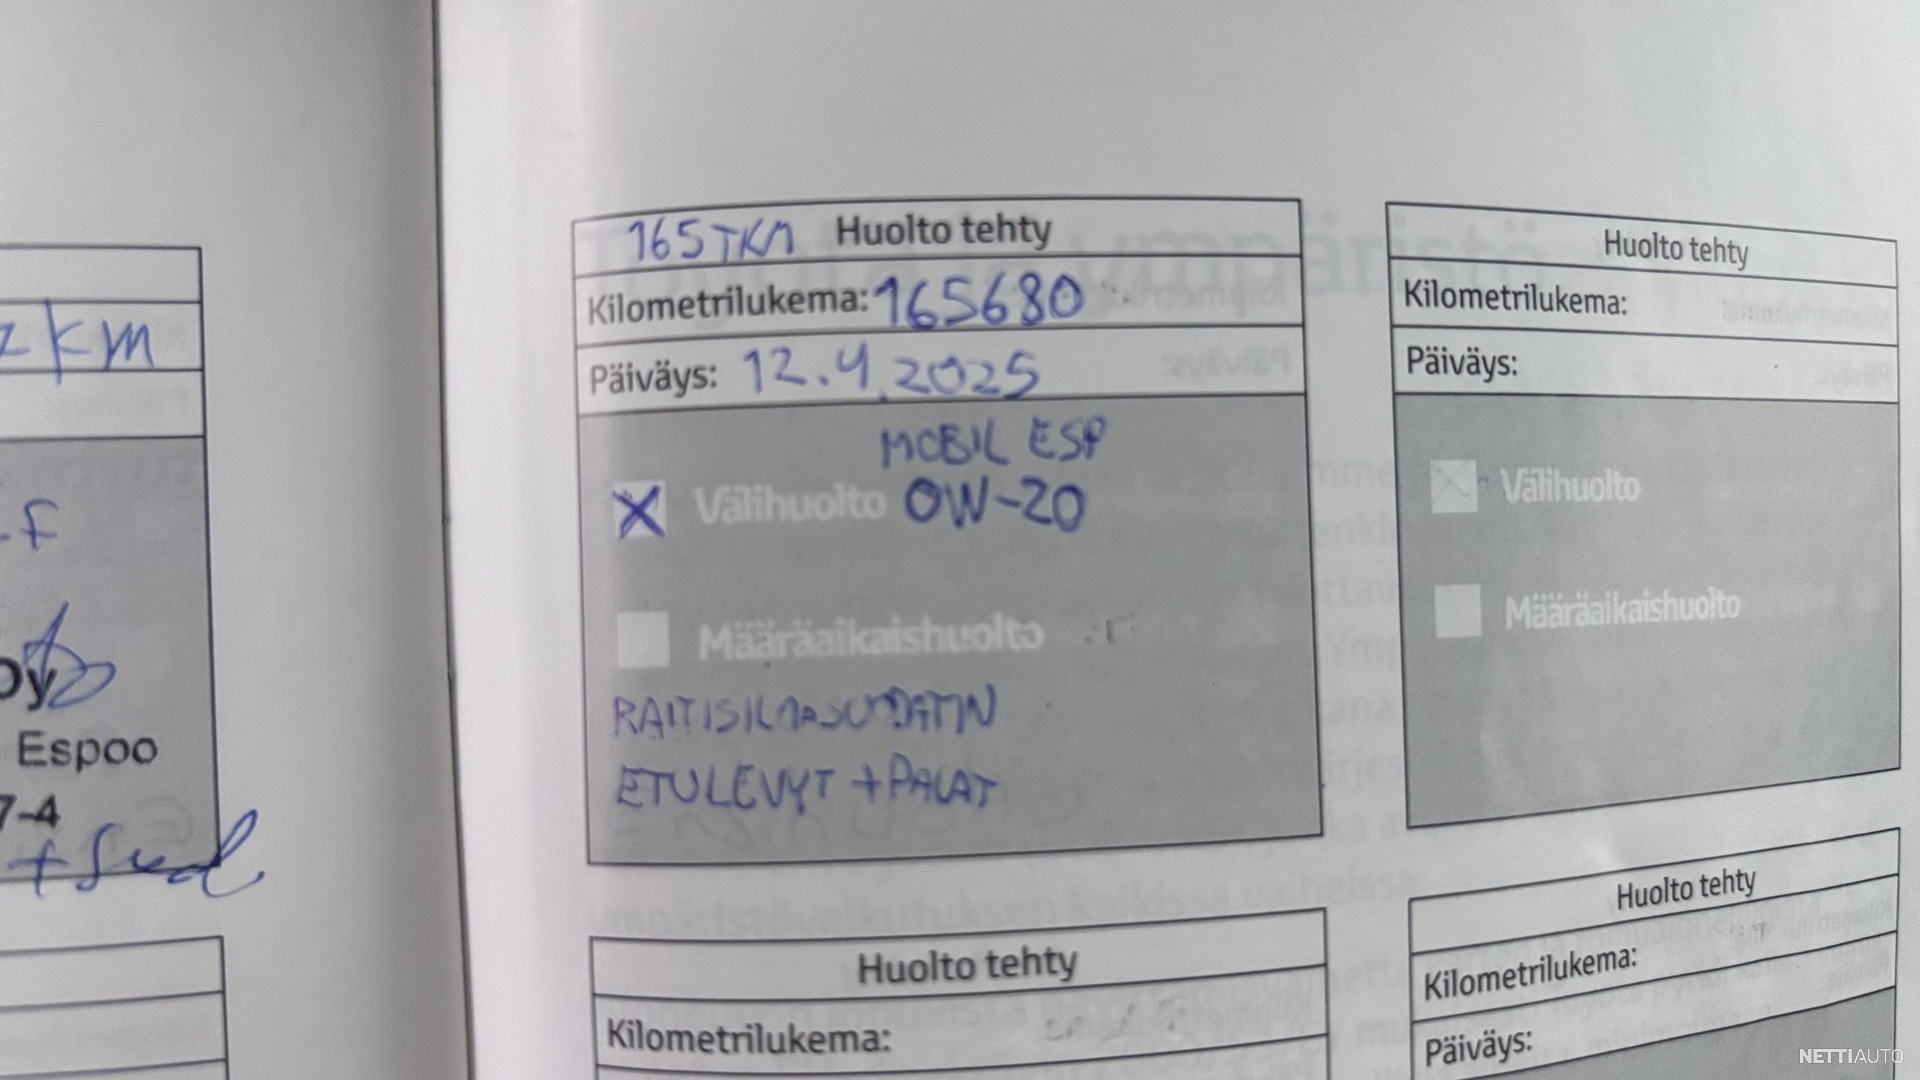 zkm
-F
oy
Espoo
7-4
165TKM Huolto tehty
Kilometrilukema: 165680
Päiväys: 12.4.2025
MOBIL ESP
X Välihuolto 0W-20
Määräaikaishuolto
RAITISILMASUODATIN
ETULEVYT + PALAT
Huolto tehty
Kilometrilukema:
Päiväys:
Välihuolto
Määräaikaishuolto
Huolto tehty
Kilometrilukema:
Huolto tehty
Kilometrilukema:
Päiväys:
NETTIAUTO